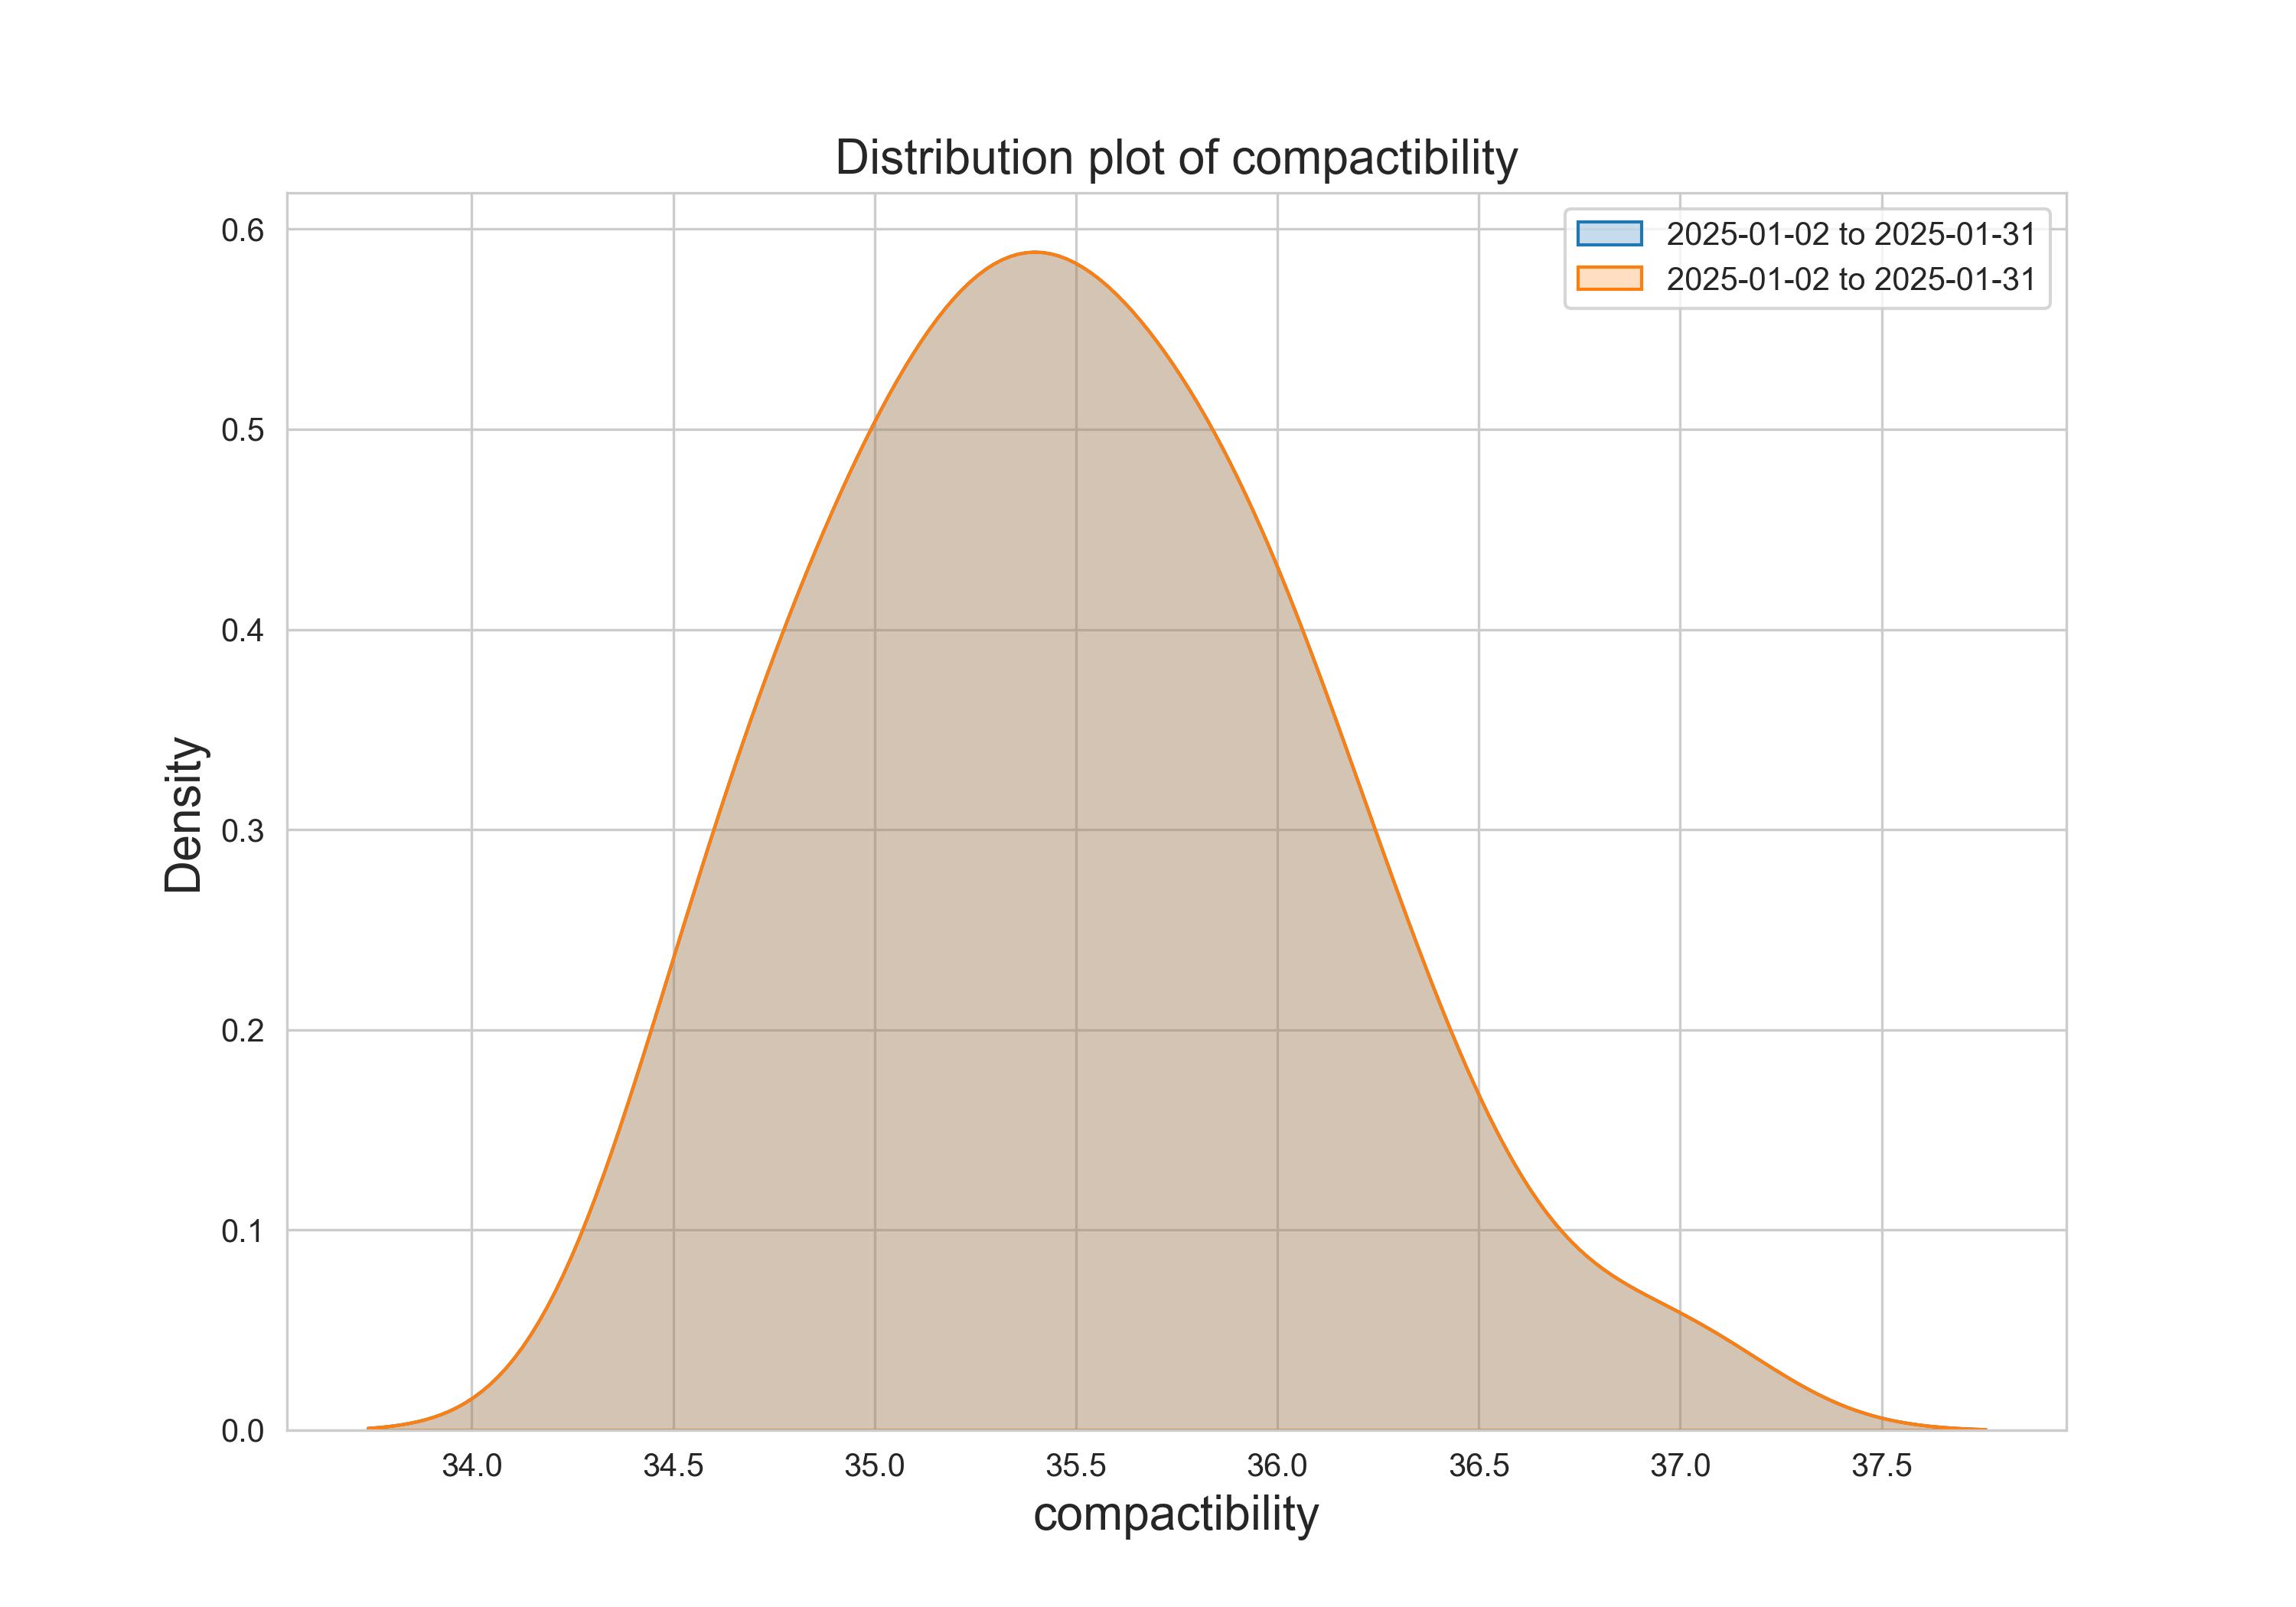 Distribution plot of compactibility
2025-01-02 to 2025-01-31
2025-01-02 to 2025-01-31
0.6
0.5
0.4
0.3
0.2
0.1
0.0
Density
34.0 34.5 35.0 35.5 36.0 36.5 37.0 37.5
compactibility